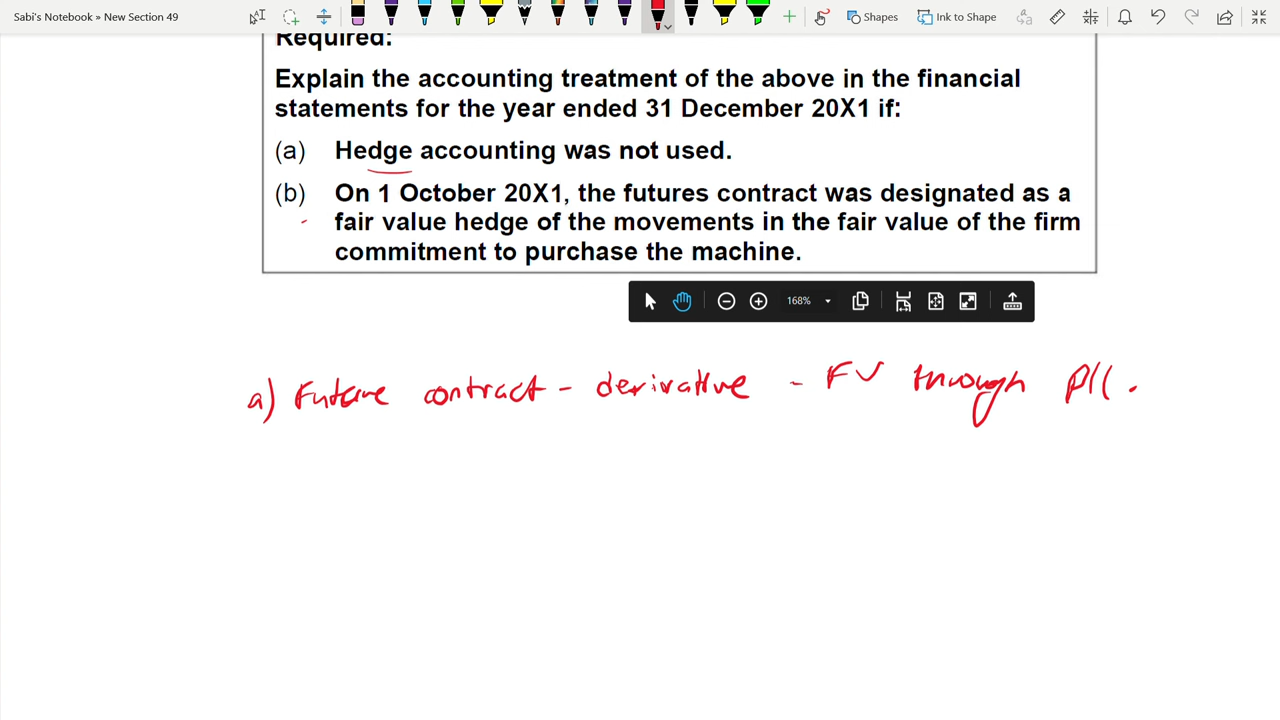 Sabi's Notebook » New Section 49
Shapes
Ink to Shape
Required:
Explain the accounting treatment of the above in the financial
statements for the year ended 31 December 20X1 if:
(a) Hedge accounting was not used.
(b) On 1 October 20X1, the futures contract was designated as a
fair value hedge of the movements in the fair value of the firm
commitment to purchase the machine.
168%
a) Future contract - derivative - FV through P/L.